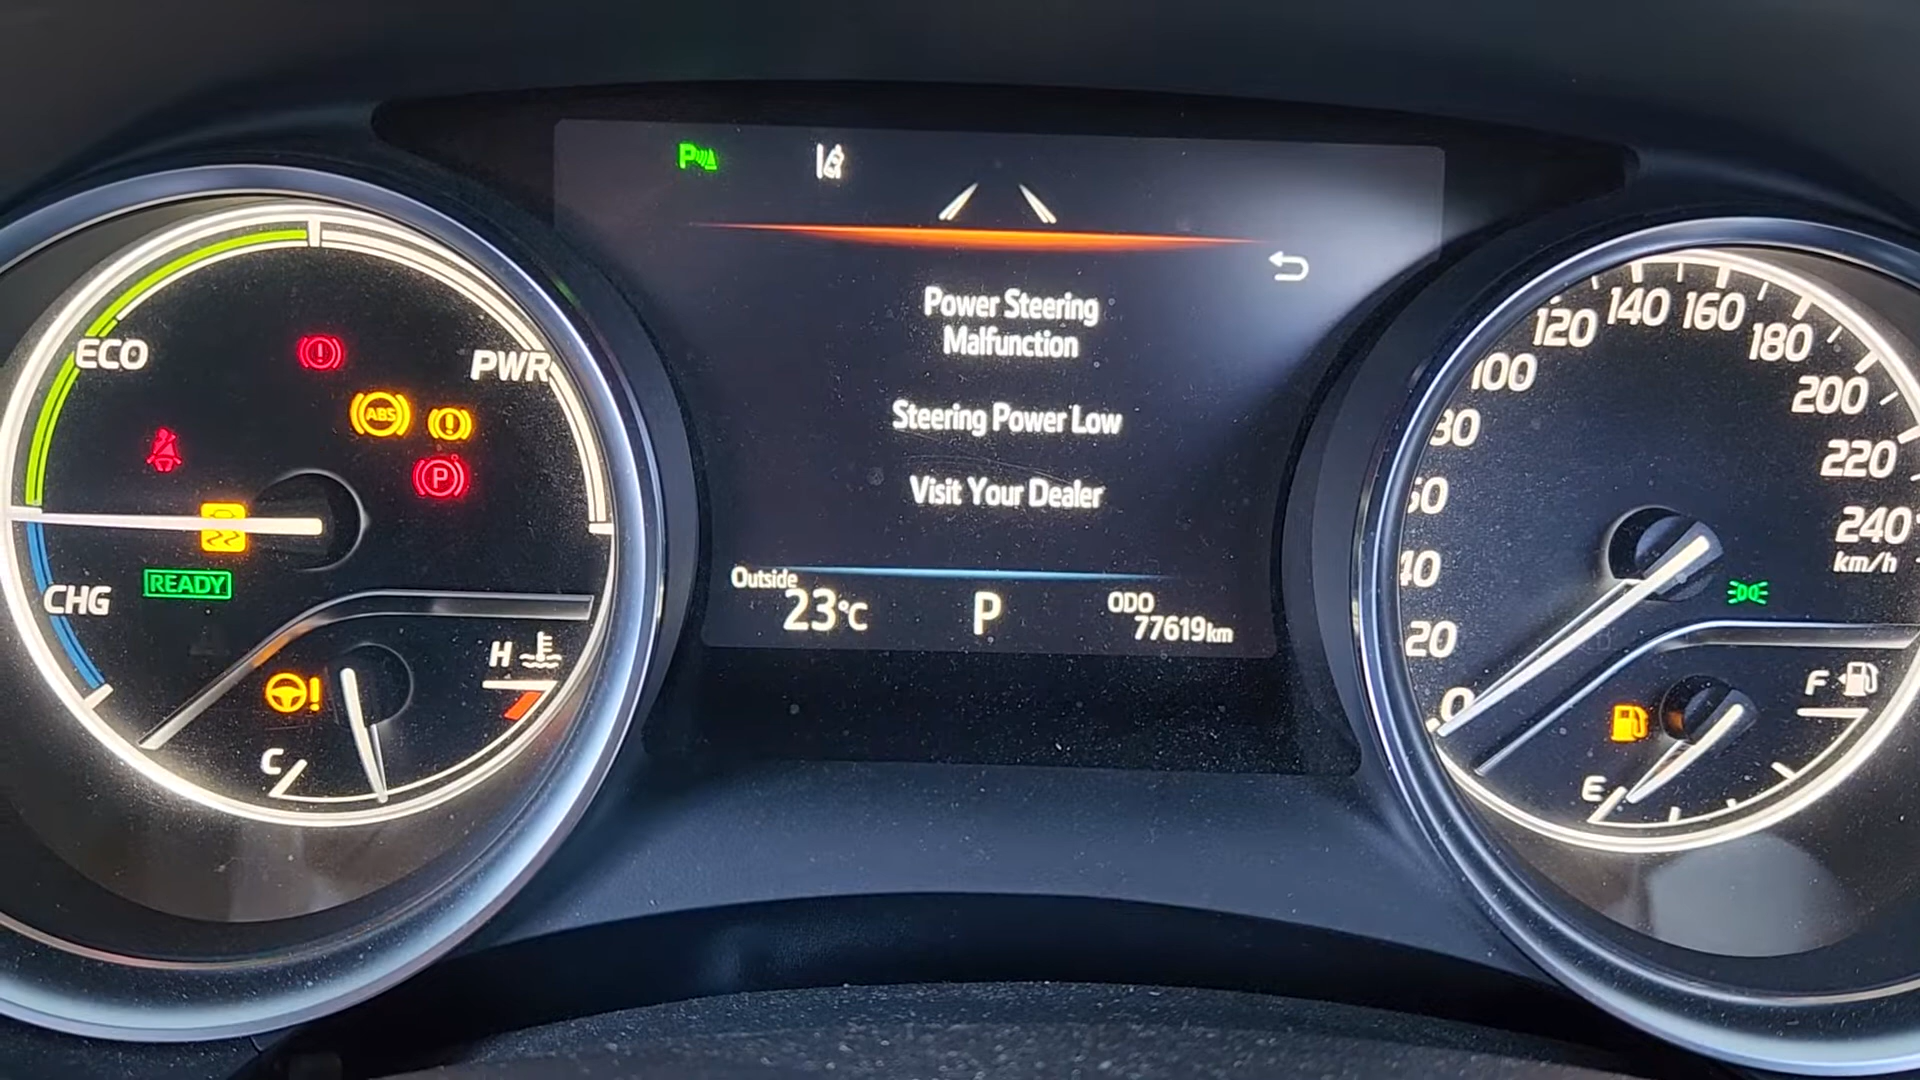 ECO
PWR
ABS
P
READY
CHG
H
C
P
Power Steering
Malfunction
Steering Power Low
Visit Your Dealer
Outside
23°C
P
ODO
77619km
0
20
40
60
80
100
120
140
160
180
200
220
240
km/h
F
E